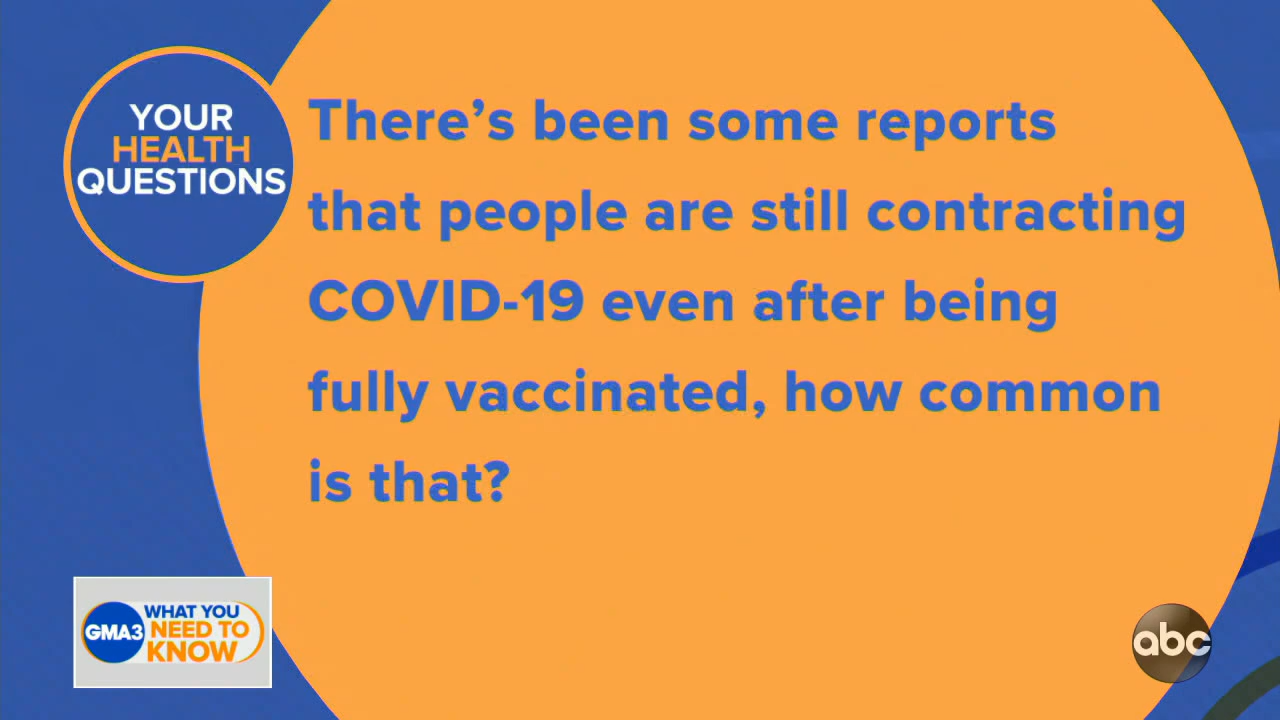 YOUR
HEALTH
QUESTIONS
There's been some reports
that people are still contracting
COVID-19 even after being
fully vaccinated, how common
is that?
GMA3
WHAT YOU
NEED TO
KNOW
abc